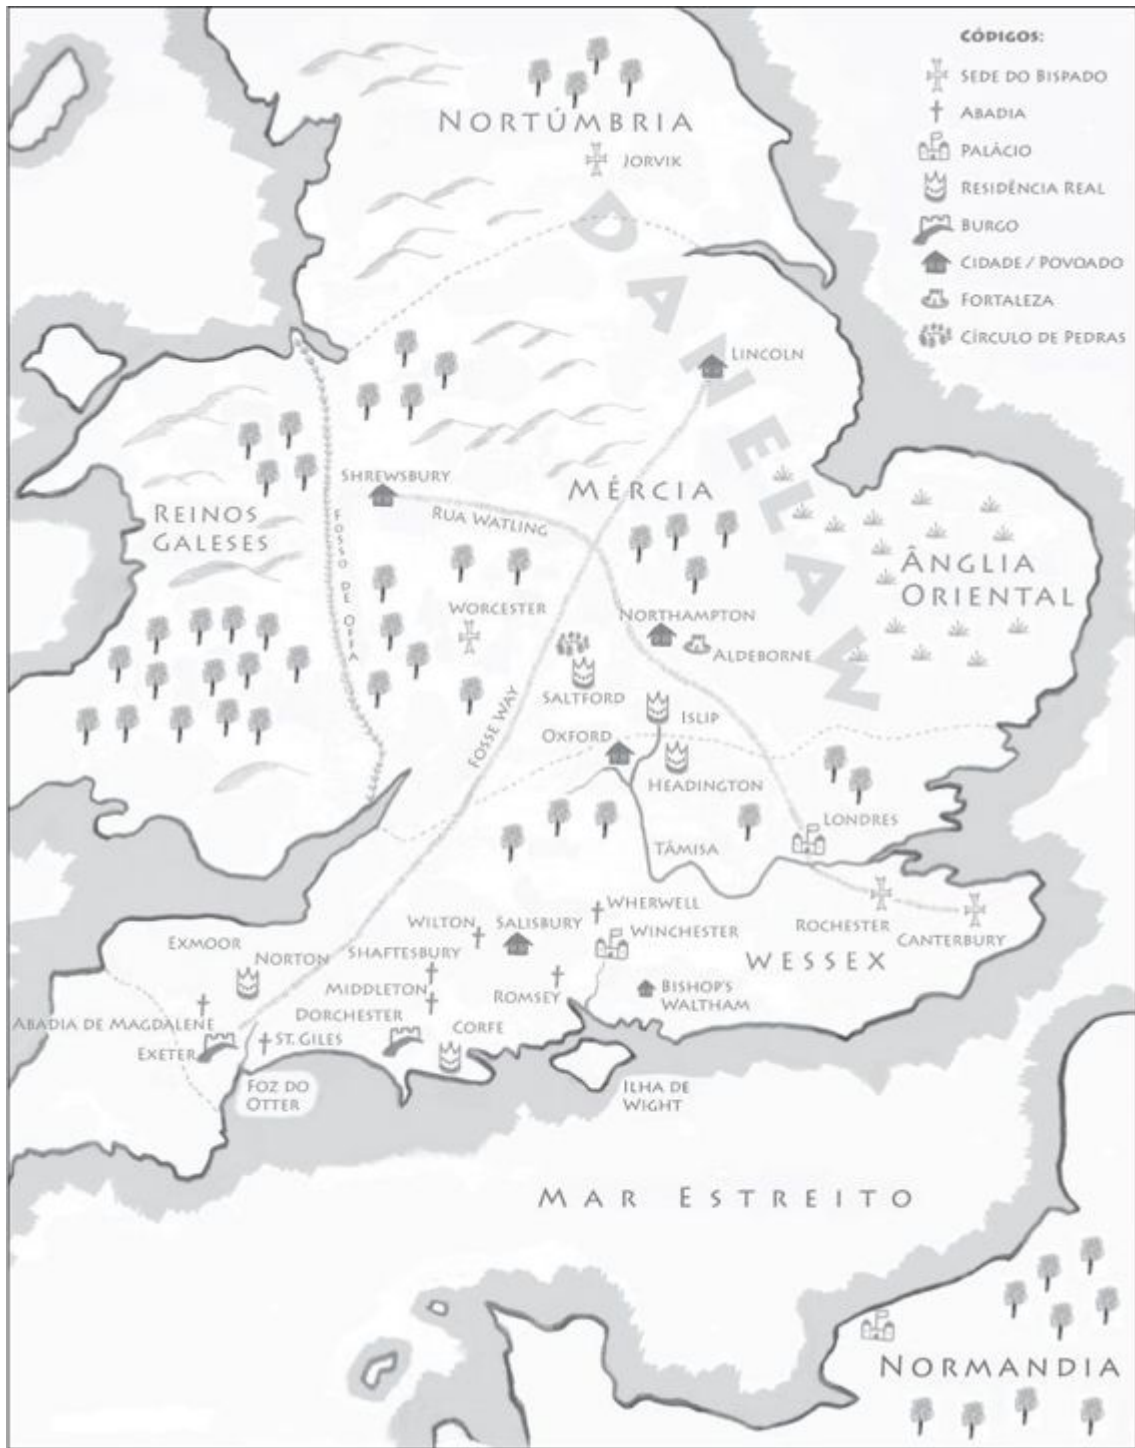 CÓDIGOS:
SEDE DO BISPADO
ABADIA
PALÁCIO
RESIDÊNCIA REAL
BURGO
CIDADE / POVOADO
FORTALEZA
CÍRCULO DE PEDRAS
NORTÚMBRIA
JORVIK
DANELAW
LINCOLN
SHREWSBURY
MÉRCIA
RUA WATLING
REINOS
GALESES
FOSSO DE OFFA
ÂNGLIA
ORIENTAL
WORCESTER
NORTHAMPTON
ALDEBORNE
SALTFORD
ISLIP
FOSSE WAY
OXFORD
HEADINGTON
LONDRES
TÂMISA
WHERWELL
WILTON
SALISBURY
WINCHESTER
ROCHESTER
CANTERBURY
EXMOOR
NORTON
SHAFTESBURY
WESSEX
MIDDLETON
ROMSEY
BISHOP'S
WALTHAM
DORCHESTER
ABADIA DE MAGDALENE
CORFE
EXETER
ST. GILES
FOZ DO
OTTER
ILHA DE
WIGHT
MAR ESTREITO
NORMANDIA